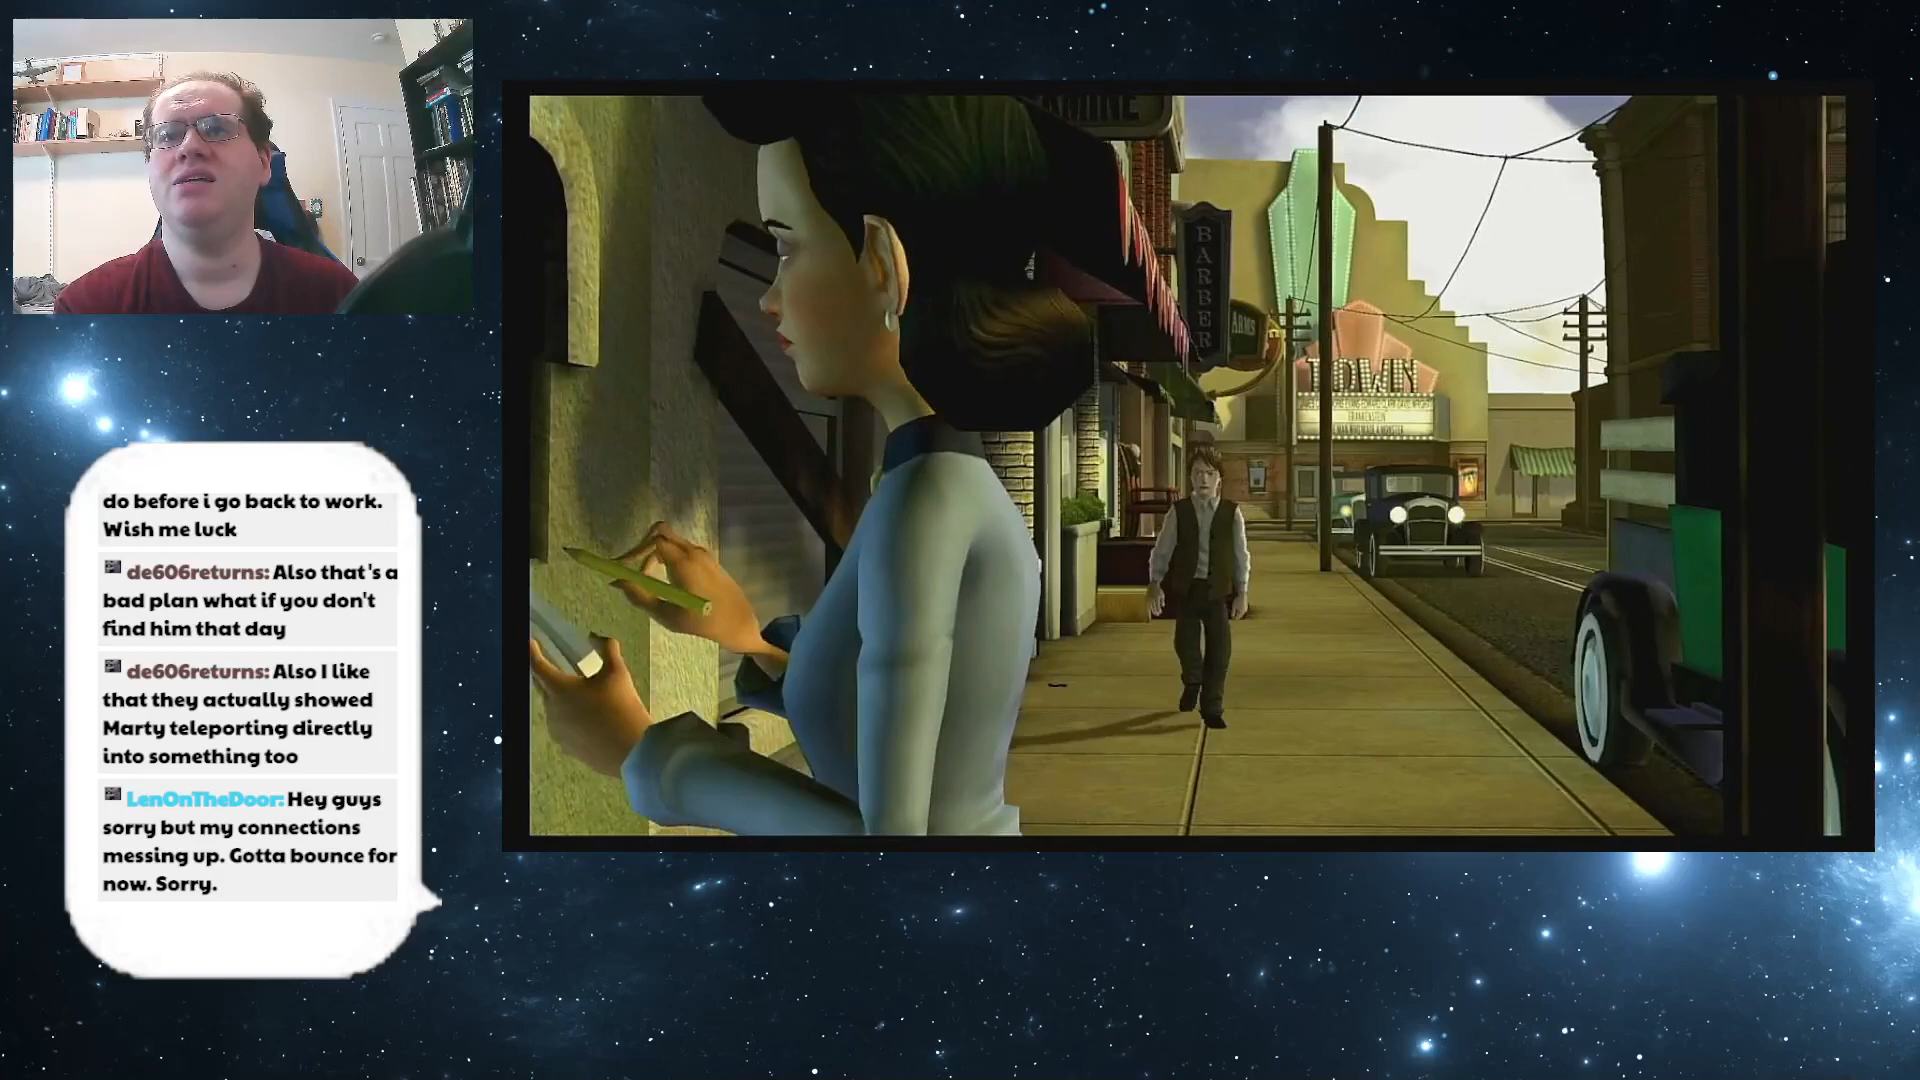 do before i go back to work.
Wish me luck
de606returns: Also that's a
bad plan what if you don't
find him that day
de606returns: Also I like
that they actually showed
Marty teleporting directly
into something too
LenOnTheDoor: Hey guys
sorry but my connections
messing up. Gotta bounce for
now. Sorry.
BARBER
ARMS
TOWN
FRANKENSTEIN